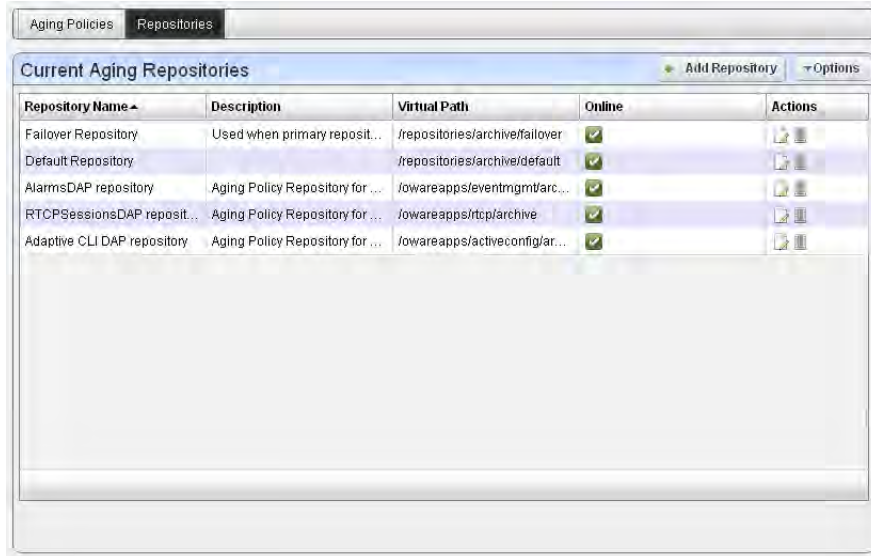 Aging Policies Repositories
Current Aging Repositories Add Repository Options
Repository Name Description Virtual Path Online Actions
Failover Repository Used when primary reposit... /repositories/archive/failover
Default Repository /repositories/archive/default
AlarmsDAP repository Aging Policy Repository for ... /owareapps/eventmgmt/arc...
RTCPSessionsDAP reposit... Aging Policy Repository for ... /owareapps/rtcp/archive
Adaptive CLI DAP repository Aging Policy Repository for ... /owareapps/activeconfig/ar...